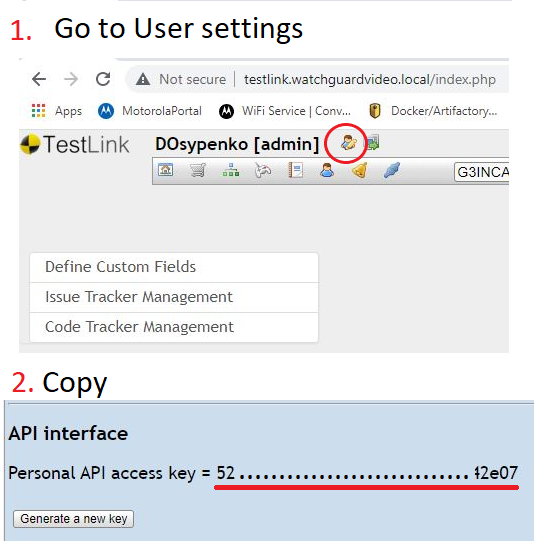 1. Go to User settings
Not secure | testlink.watchguardvideo.local/index.php
Apps MotorolaPortal WiFi Service | Conv... Docker/Artifactory...
TestLink DOsypenko [admin]
G3INCA
Define Custom Fields
Issue Tracker Management
Code Tracker Management
2. Copy
API interface
Personal API access key = 52.............................42e07
Generate a new key